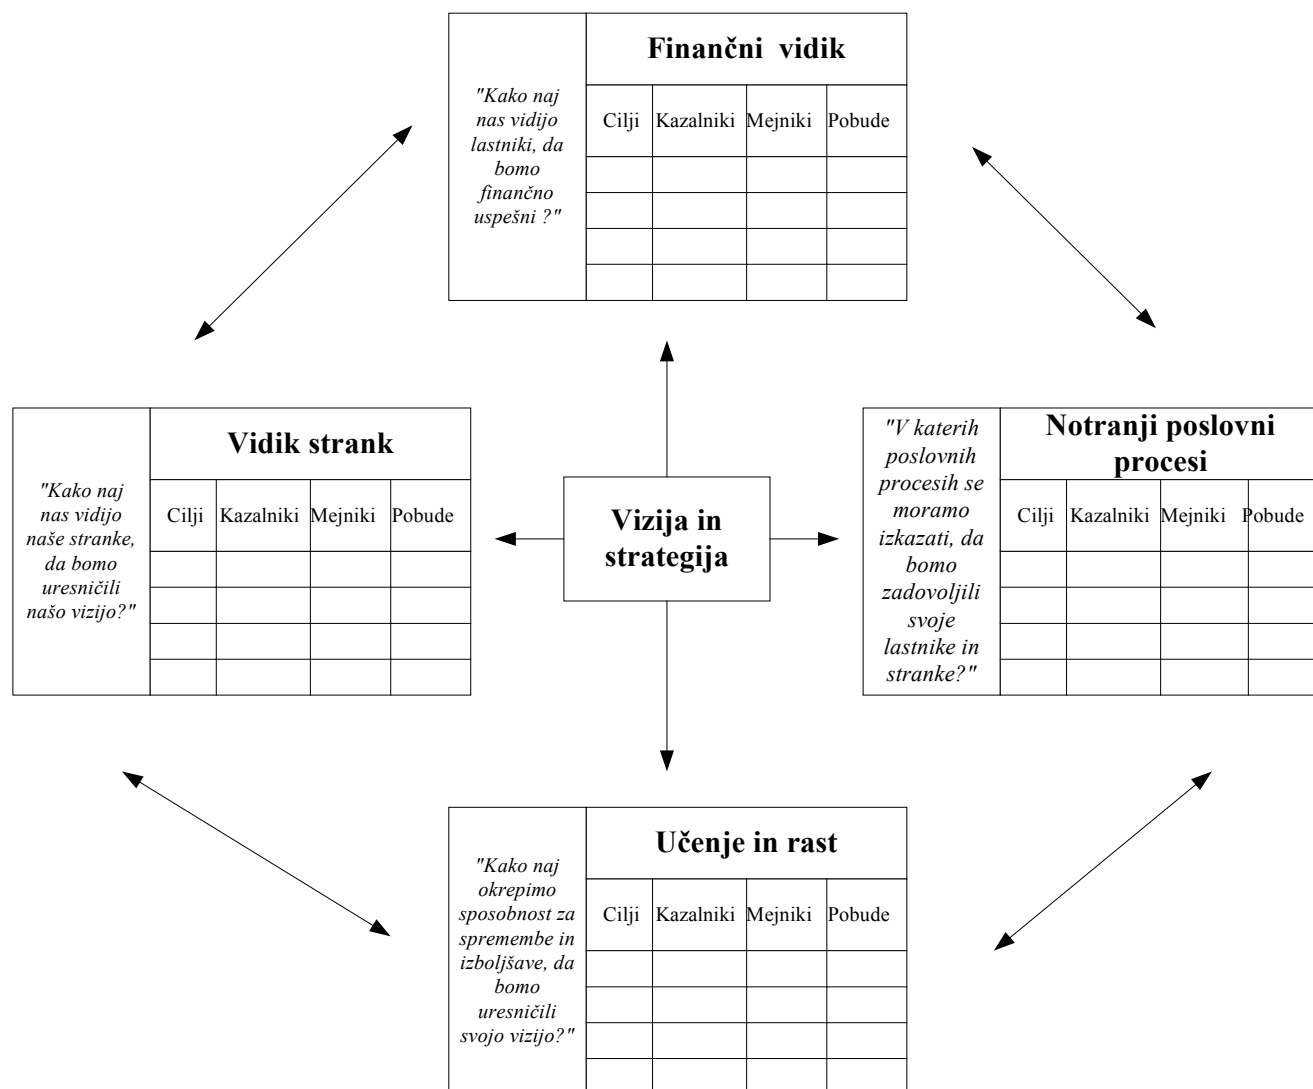 Finančni vidik
"Kako naj
nas vidijo
lastniki, da
bomo
finančno
uspešni ?"
Cilji Kazalniki Mejniki Pobude
Vidik strank
"Kako naj
nas vidijo
naše stranke,
da bomo
uresničili
našo vizijo?"
Cilji Kazalniki Mejniki Pobude
Vizija in
strategija
"V katerih
poslovnih
procesih se
moramo
izkazati, da
bomo
zadovoljili
svoje
lastnike in
stranke?"
Notranji poslovni
procesi
Cilji Kazalniki Mejniki Pobude
Učenje in rast
"Kako naj
okrepimo
sposobnost za
spremembe in
izboljšave, da
bomo
uresničili
svojo vizijo?"
Cilji Kazalniki Mejniki Pobude